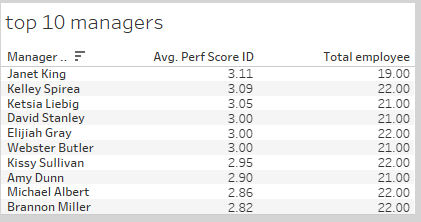 top 10 managers
Manager .. Avg. Perf Score ID Total employee
Janet King 3.11 19.00
Kelley Spirea 3.09 22.00
Ketsia Liebig 3.05 21.00
David Stanley 3.00 21.00
Elijiah Gray 3.00 22.00
Webster Butler 3.00 21.00
Kissy Sullivan 2.95 22.00
Amy Dunn 2.90 21.00
Michael Albert 2.86 22.00
Brannon Miller 2.82 22.00